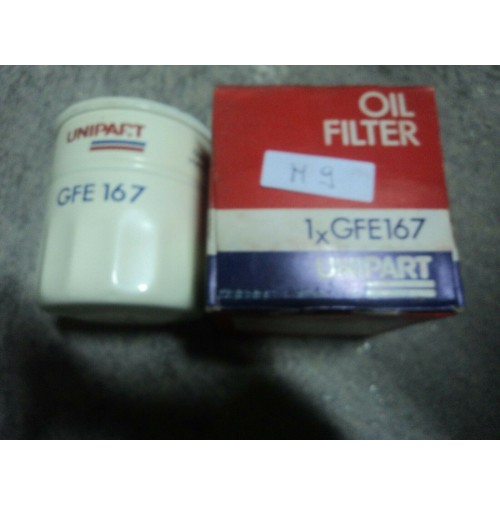 UNIPART
GFE 167
OIL
FILTER
M 9
1xGFE167
UNIPART